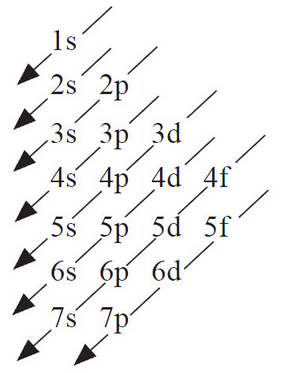 1s
2s 2p
3s 3p 3d
4s 4p 4d 4f
5s 5p 5d 5f
6s 6p 6d
7s 7p